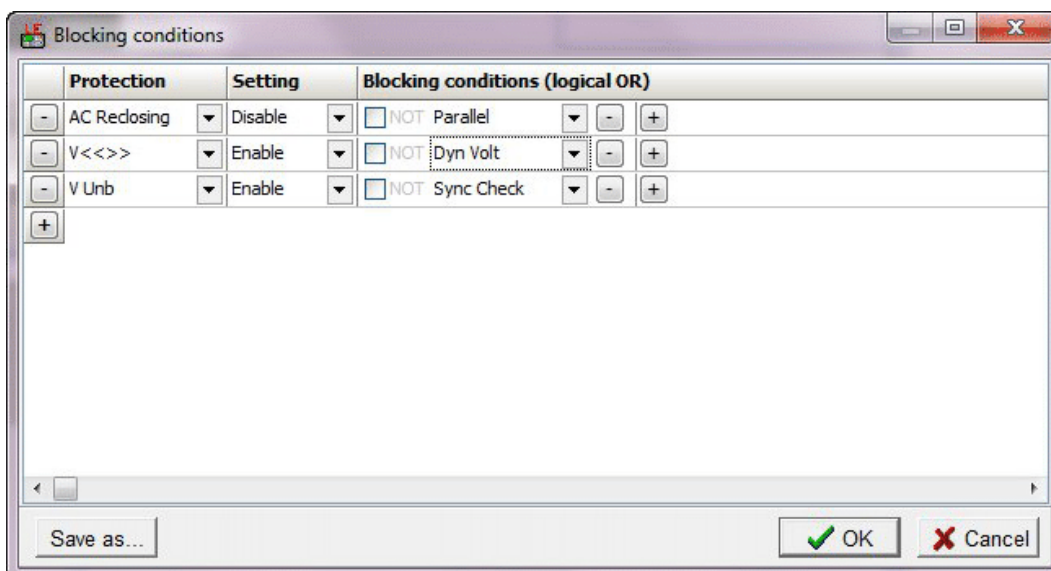 Blocking conditions
Protection Setting Blocking conditions (logical OR)
- AC Reclosing Disable NOT Parallel - +
- V<<>> Enable NOT Dyn Volt - +
- V Unb Enable NOT Sync Check - +
+
Save as... OK Cancel